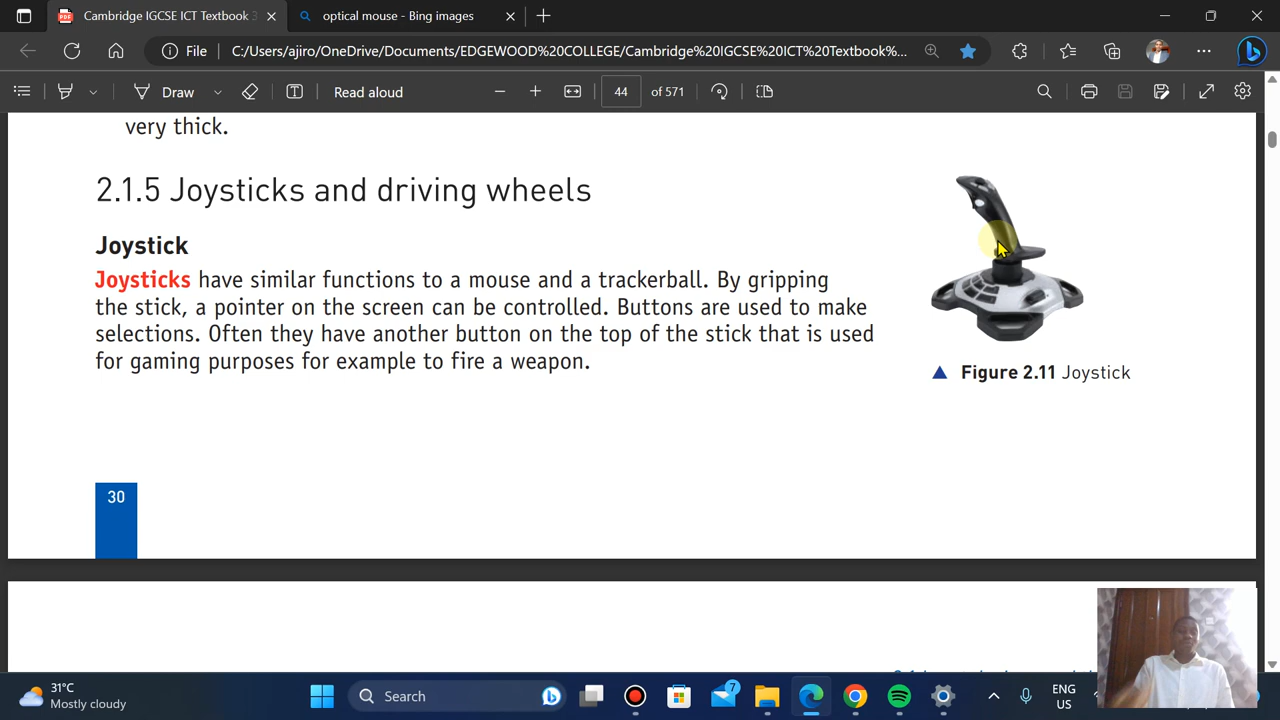 Cambridge IGCSE ICT Textbook 3
optical mouse - Bing images
File
C:/Users/ajiro/OneDrive/Documents/EDGEWOOD%20COLLEGE/Cambridge%20IGCSE%20ICT%20Textbook%...
Draw
Read aloud
44
of 571
very thick.
2.1.5 Joysticks and driving wheels
Joystick
Joysticks have similar functions to a mouse and a trackerball. By gripping
the stick, a pointer on the screen can be controlled. Buttons are used to make
selections. Often they have another button on the top of the stick that is used
for gaming purposes for example to fire a weapon.
▲ Figure 2.11 Joystick
30
31°C
Mostly cloudy
Search
7
ENG
US